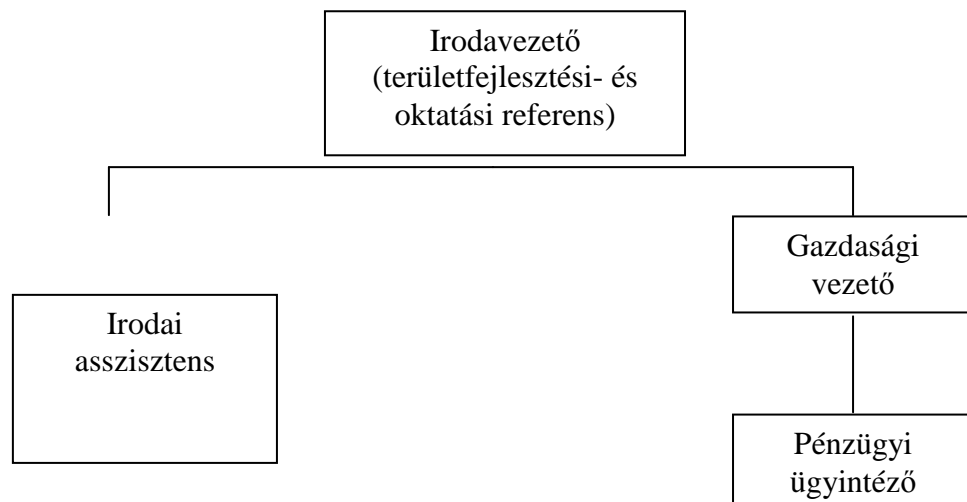 Irodavezető
(területfejlesztési- és
oktatási referens)
Gazdasági
vezető
Irodai
asszisztens
Pénzügyi
ügyintéző